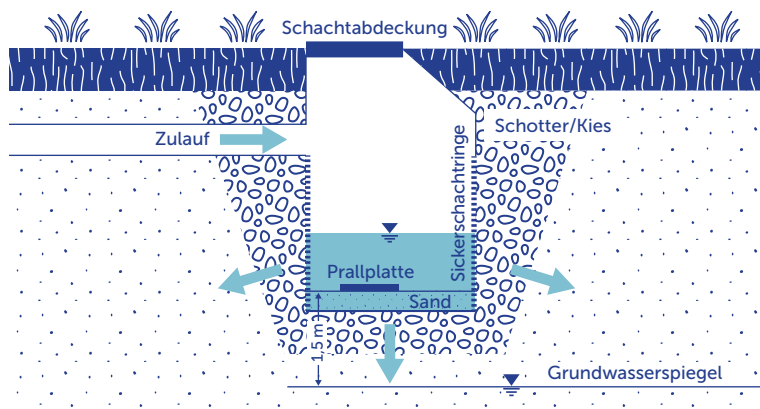 Schachtabdeckung
Zulauf
Schotter/Kies
Sickerschachtringe
Prallplatte
Sand
1,5 m
Grundwasserspiegel